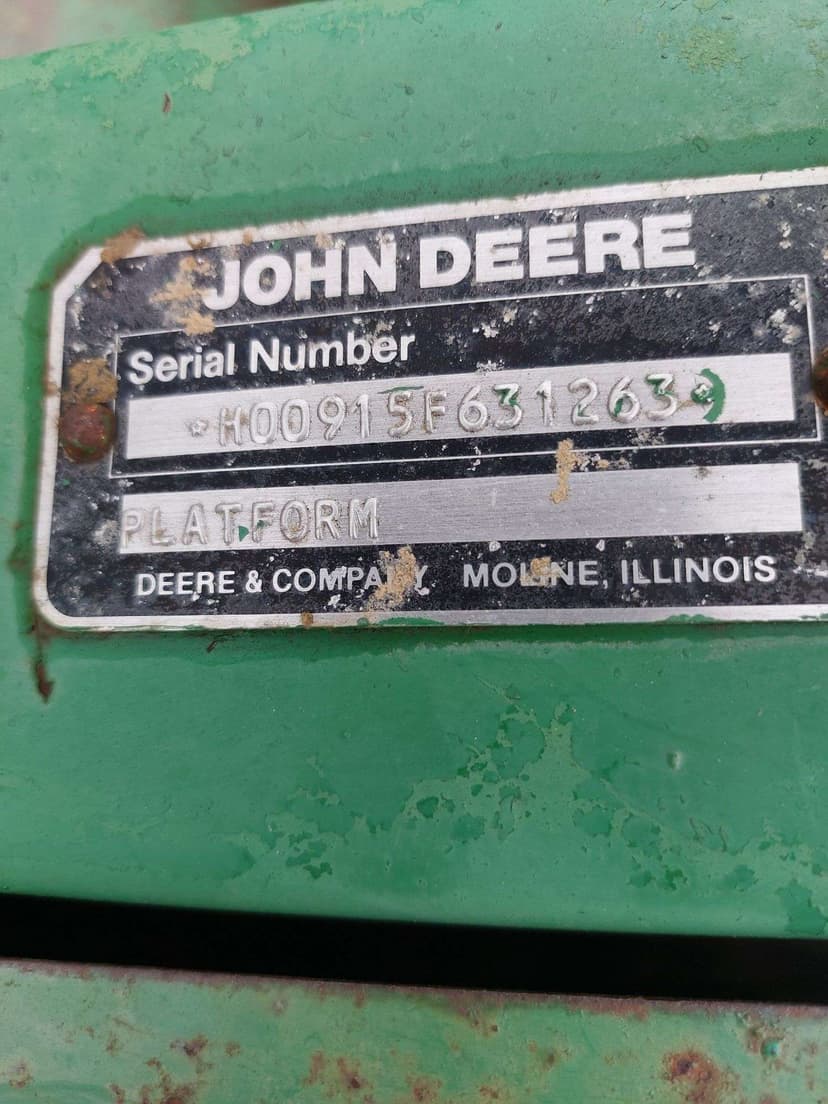 JOHN DEERE
Serial Number
*H00915F631263*
PLATFORM
DEERE & COMPANY MOLINE, ILLINOIS